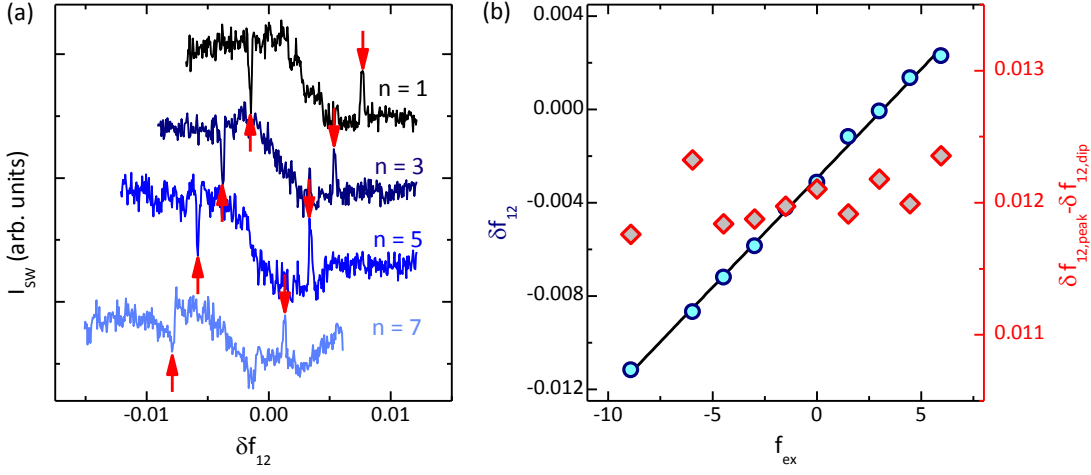 (a)
I_sw (arb. units)
n = 1
n = 3
n = 5
n = 7
-0.01 0.00 0.01
δf_12
(b)
δf_12
0.004
0.000
-0.004
-0.008
-0.012
-10 -5 0 5
f_ex
0.013
0.012
0.011
δf_12,peak-δf_12,dip